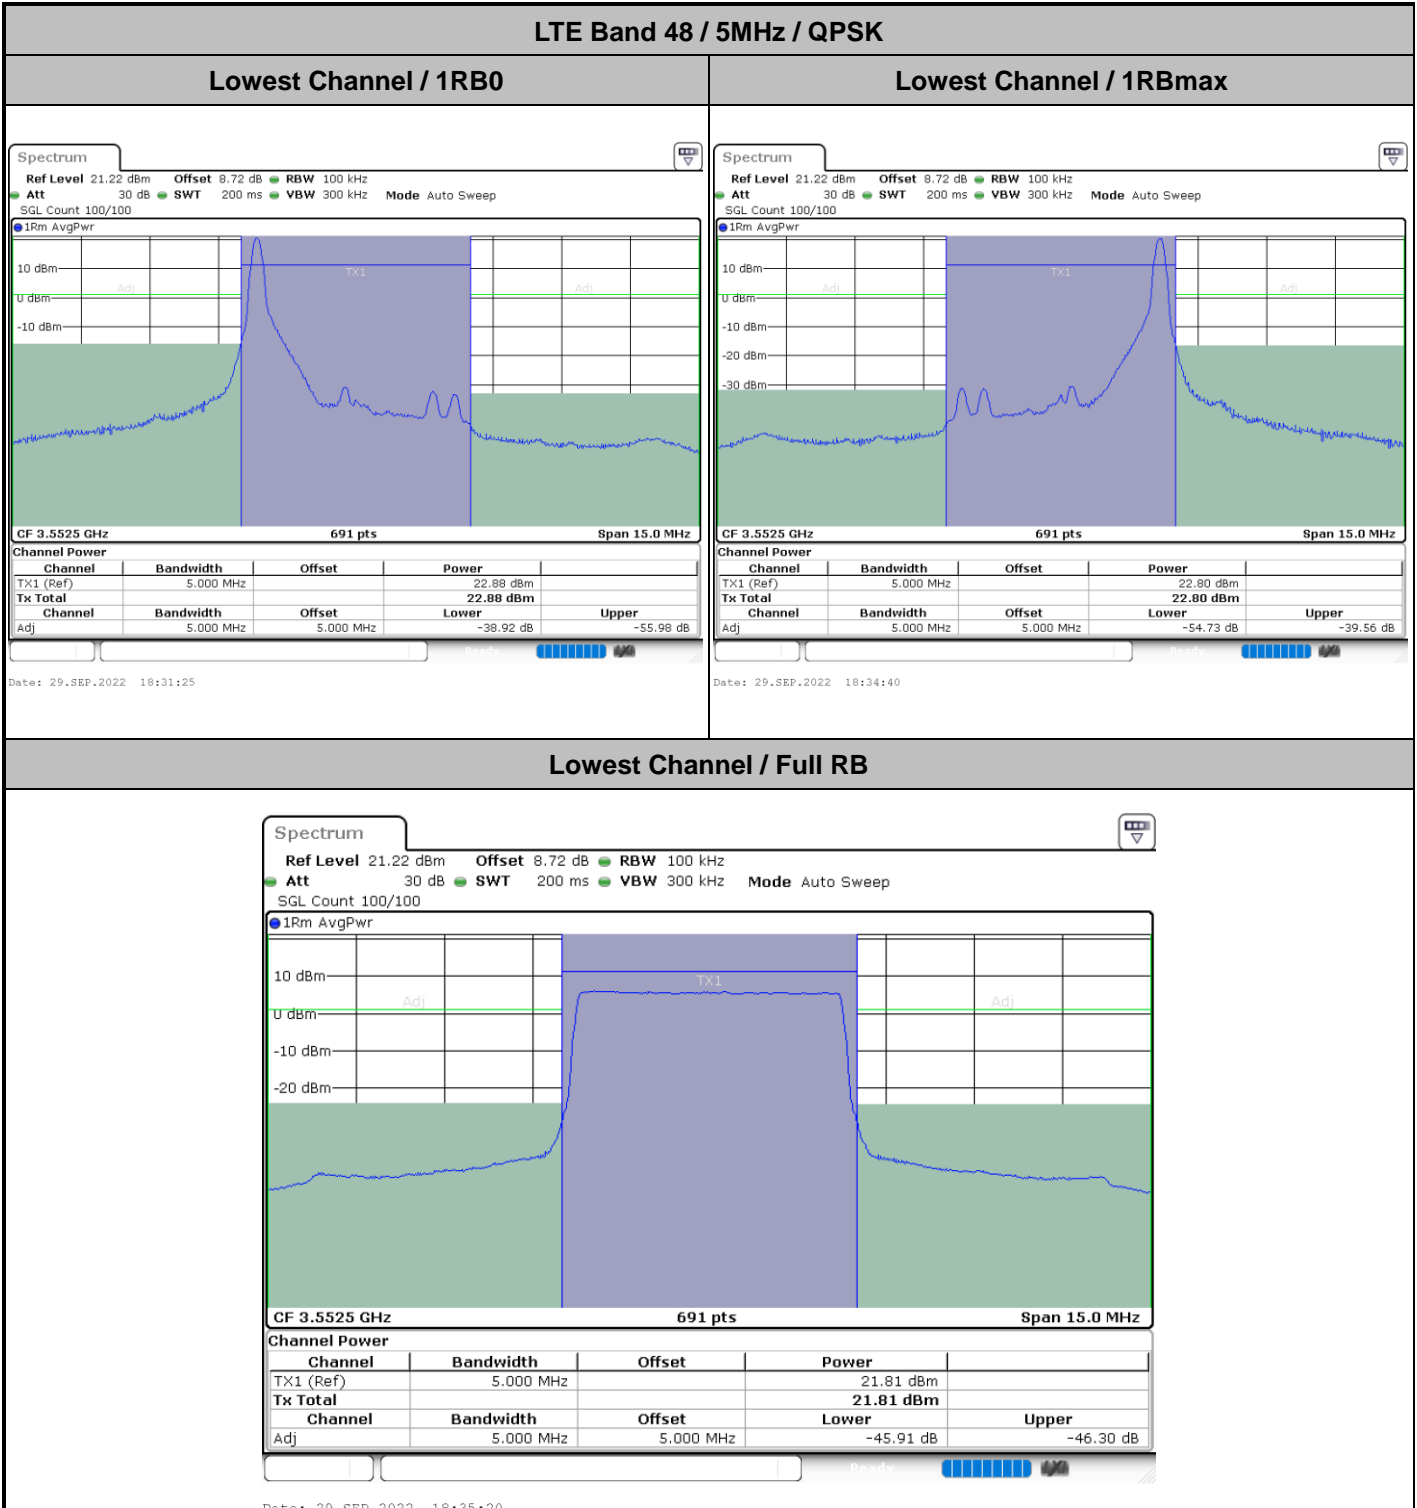 LTE Band 48 / 5MHz / QPSK
Lowest Channel / 1RB0
Lowest Channel / 1RBmax
Spectrum
Ref Level 21.22 dBm Offset 8.72 dB RBW 100 kHz
Att 30 dB SWT 200 ms VBW 300 kHz Mode Auto Sweep
SGL Count 100/100
1Rm AvgPwr
10 dBm
TX1
Adj
Adj
0 dBm
-10 dBm
CF 3.5525 GHz 691 pts Span 15.0 MHz
Channel Power
Channel Bandwidth Offset Power
TX1 (Ref) 5.000 MHz 22.88 dBm
Tx Total 22.88 dBm
Channel Bandwidth Offset Lower Upper
Adj 5.000 MHz 5.000 MHz -38.92 dB -55.98 dB
Ready
Date: 29.SEP.2022 18:31:25
Spectrum
Ref Level 21.22 dBm Offset 8.72 dB RBW 100 kHz
Att 30 dB SWT 200 ms VBW 300 kHz Mode Auto Sweep
SGL Count 100/100
1Rm AvgPwr
10 dBm
TX1
Adj
Adj
0 dBm
-10 dBm
-20 dBm
-30 dBm
CF 3.5525 GHz 691 pts Span 15.0 MHz
Channel Power
Channel Bandwidth Offset Power
TX1 (Ref) 5.000 MHz 22.80 dBm
Tx Total 22.80 dBm
Channel Bandwidth Offset Lower Upper
Adj 5.000 MHz 5.000 MHz -54.73 dB -39.56 dB
Ready
Date: 29.SEP.2022 18:34:40
Lowest Channel / Full RB
Spectrum
Ref Level 21.22 dBm Offset 8.72 dB RBW 100 kHz
Att 30 dB SWT 200 ms VBW 300 kHz Mode Auto Sweep
SGL Count 100/100
1Rm AvgPwr
10 dBm
TX1
Adj
Adj
0 dBm
-10 dBm
-20 dBm
CF 3.5525 GHz 691 pts Span 15.0 MHz
Channel Power
Channel Bandwidth Offset Power
TX1 (Ref) 5.000 MHz 21.81 dBm
Tx Total 21.81 dBm
Channel Bandwidth Offset Lower Upper
Adj 5.000 MHz 5.000 MHz -45.91 dB -46.30 dB
Ready
Date: 29.SEP.2022 18:35:20